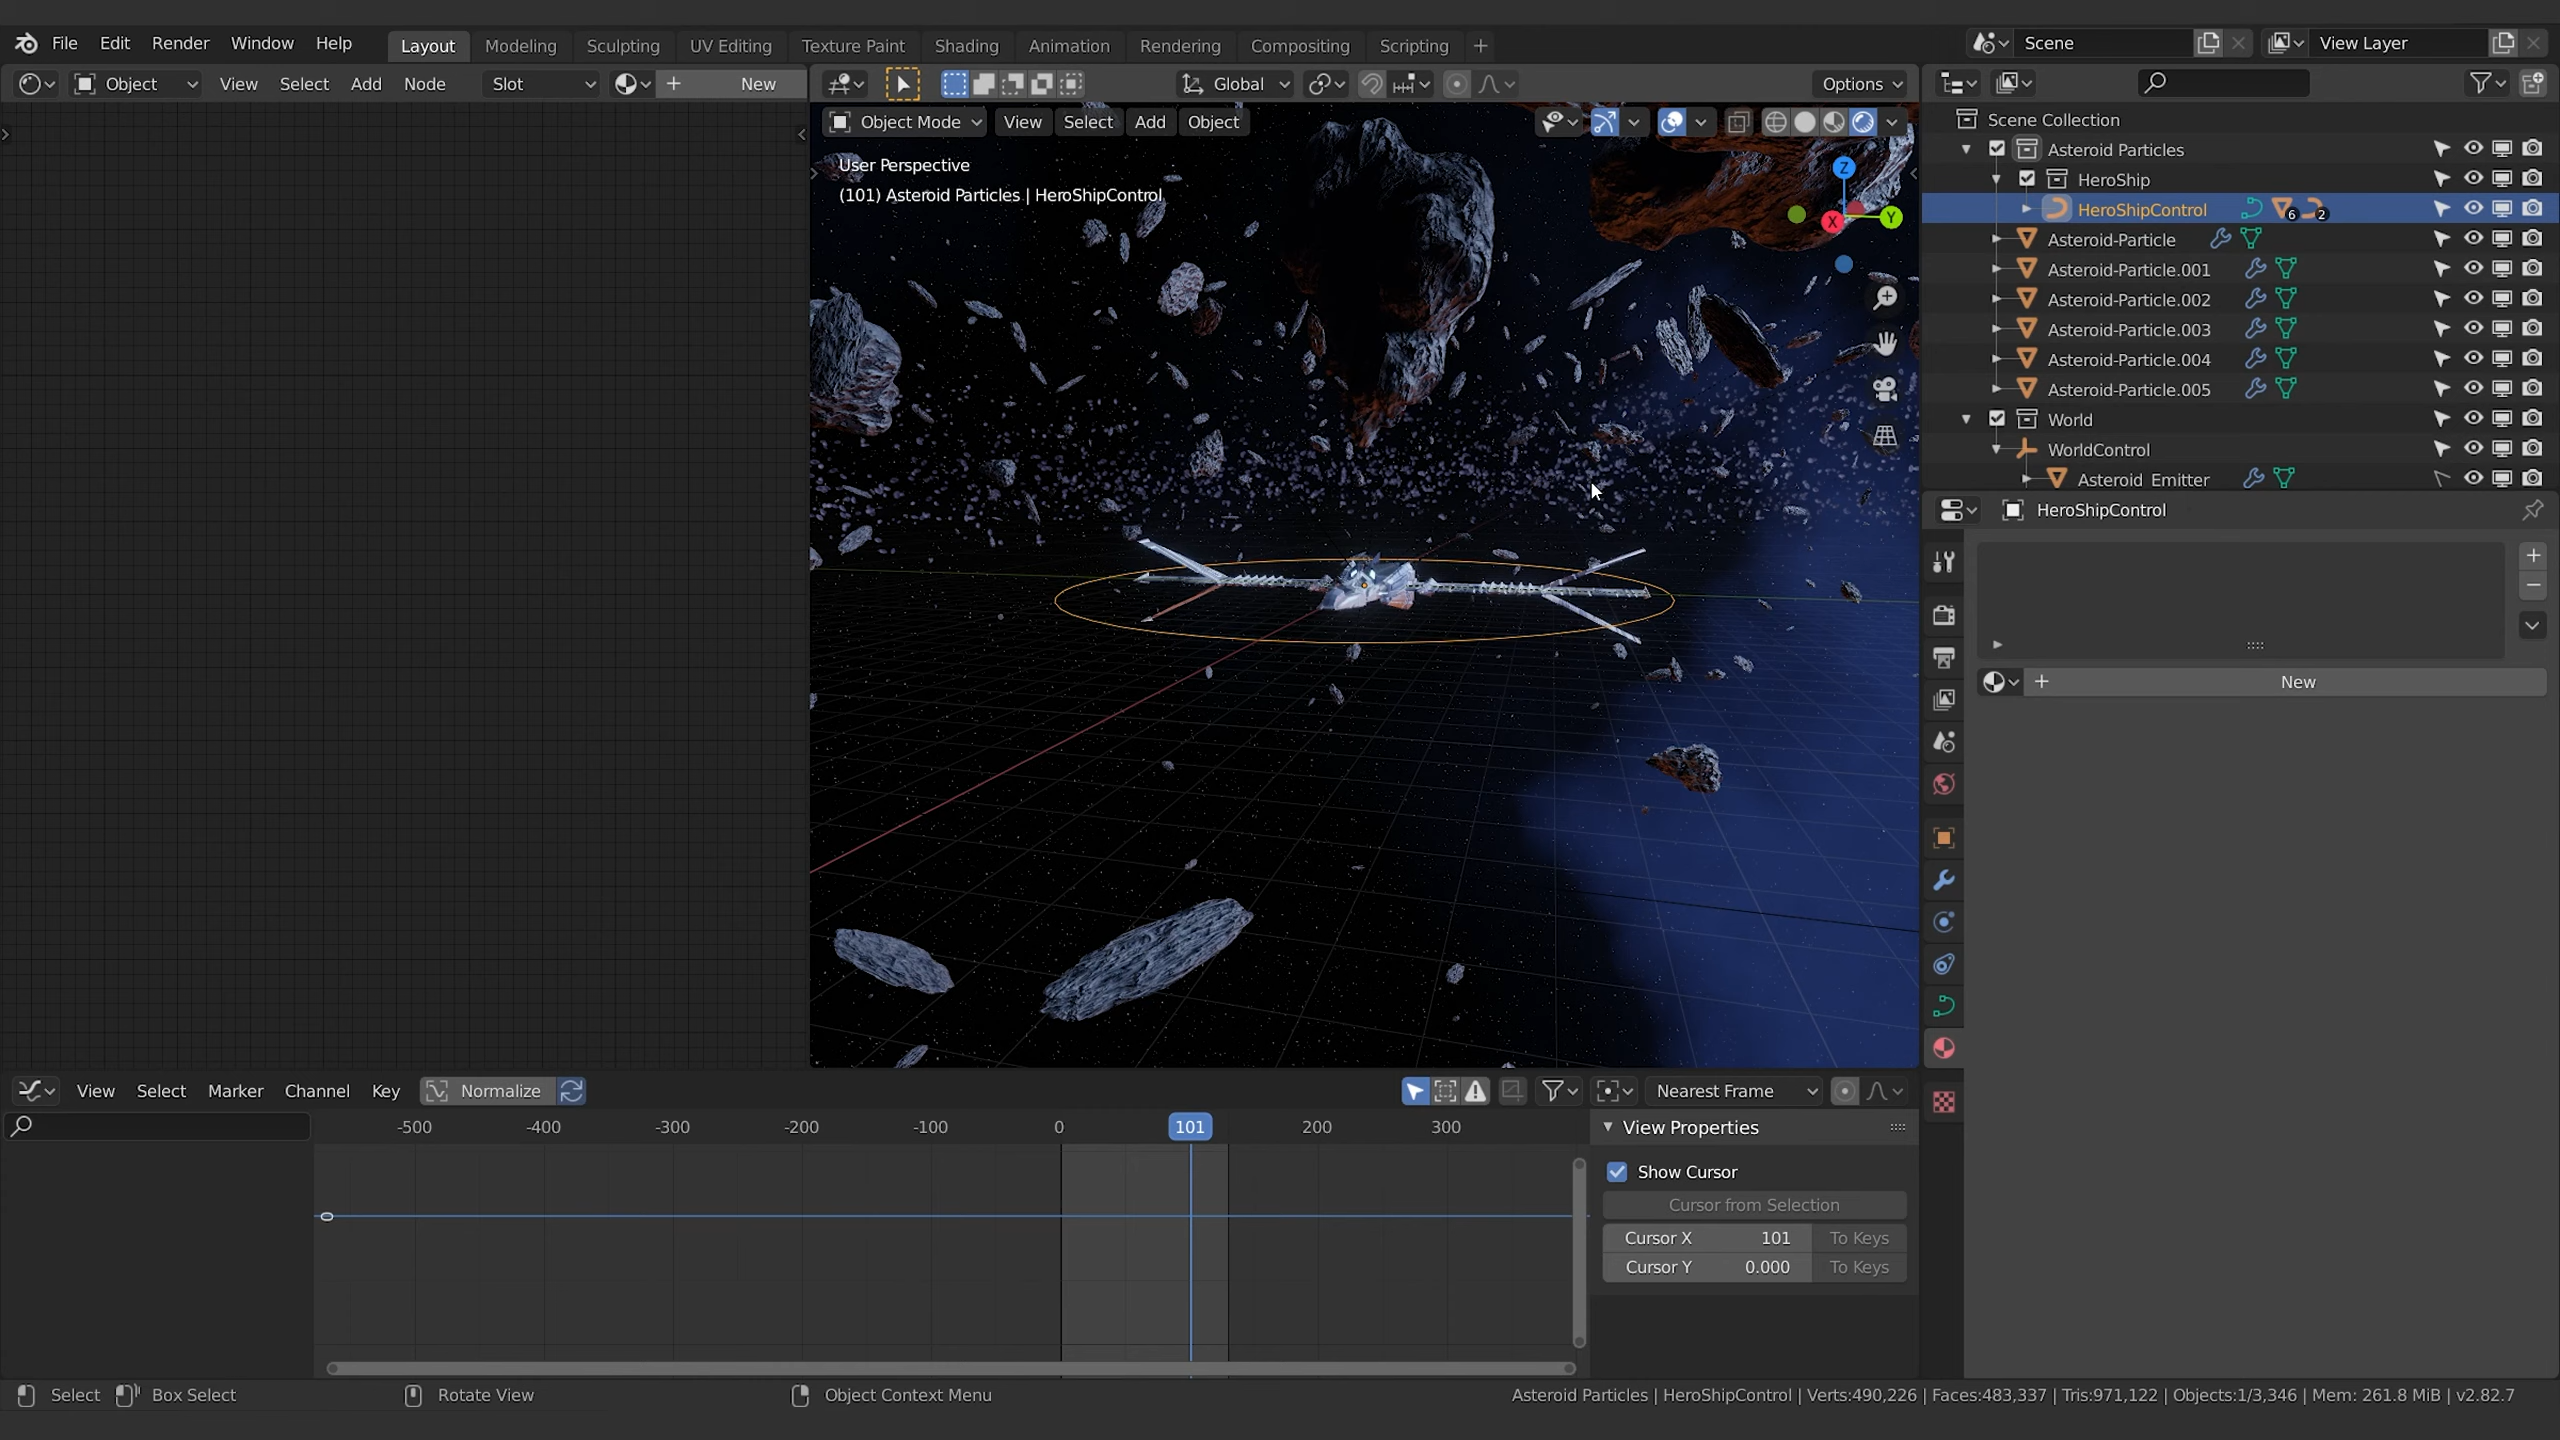 File Edit Render Window Help Layout Modeling Sculpting UV Editing Texture Paint Shading Animation Rendering Compositing Scripting + Scene View Layer
Object View Select Add Node Slot New Global Options
Object Mode View Select Add Object
User Perspective
(101) Asteroid Particles | HeroShipControl
Z
X
Y
Scene Collection
Asteroid Particles
HeroShip
HeroShipControl 6 2
Asteroid-Particle
Asteroid-Particle.001
Asteroid-Particle.002
Asteroid-Particle.003
Asteroid-Particle.004
Asteroid-Particle.005
World
WorldControl
Asteroid Emitter
HeroShipControl
New
View Select Marker Channel Key Normalize Nearest Frame
-500 -400 -300 -200 -100 0 101 200 300
View Properties
Show Cursor
Cursor from Selection
Cursor X 101 To Keys
Cursor Y 0.000 To Keys
Select Box Select Rotate View Object Context Menu Asteroid Particles | HeroShipControl | Verts:490,226 | Faces:483,337 | Tris:971,122 | Objects:1/3,346 | Mem: 261.8 MiB | v2.82.7